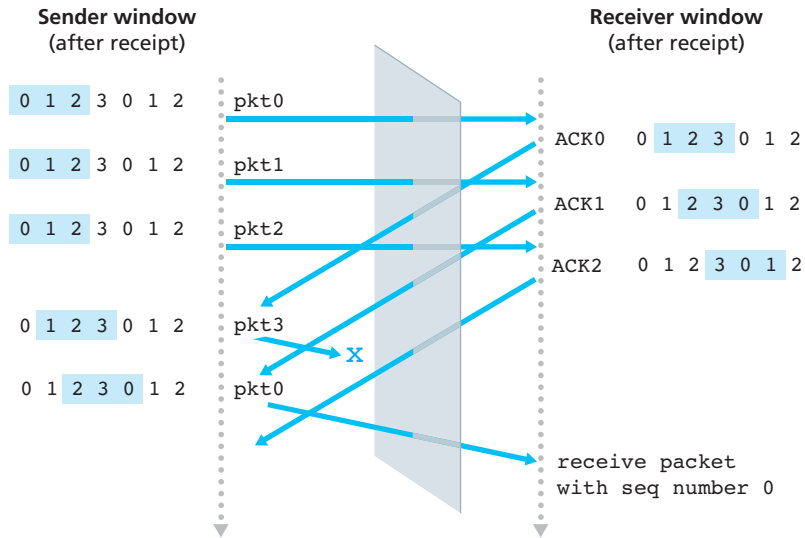 Sender window
(after receipt)
Receiver window
(after receipt)
0 1 2 3 0 1 2
pkt0
ACK0 0 1 2 3 0 1 2
0 1 2 3 0 1 2
pkt1
ACK1 0 1 2 3 0 1 2
0 1 2 3 0 1 2
pkt2
ACK2 0 1 2 3 0 1 2
0 1 2 3 0 1 2
pkt3
x
0 1 2 3 0 1 2
pkt0
receive packet
with seq number 0